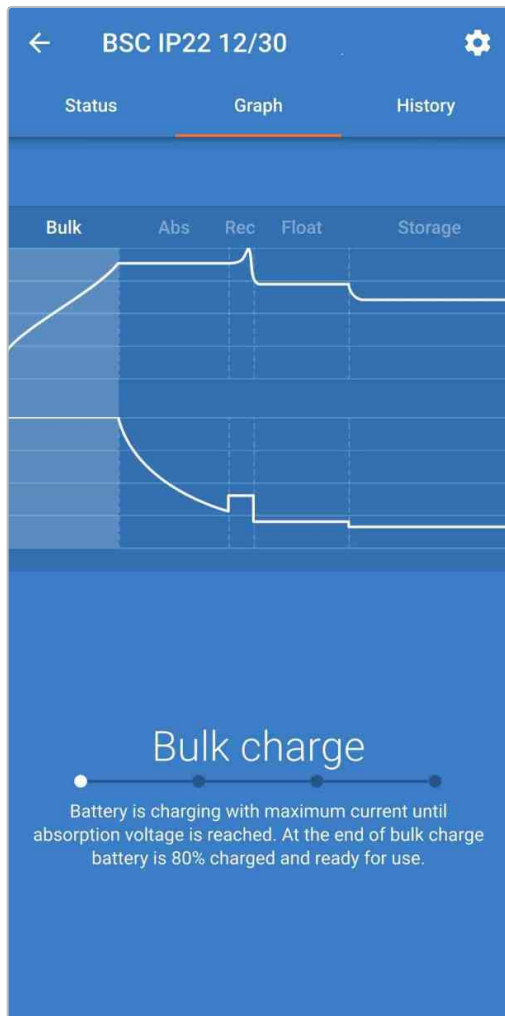 BSC IP22 12/30
Status Graph History
Bulk Abs Rec Float Storage
Bulk charge
Battery is charging with maximum current until
absorption voltage is reached. At the end of bulk charge
battery is 80% charged and ready for use.